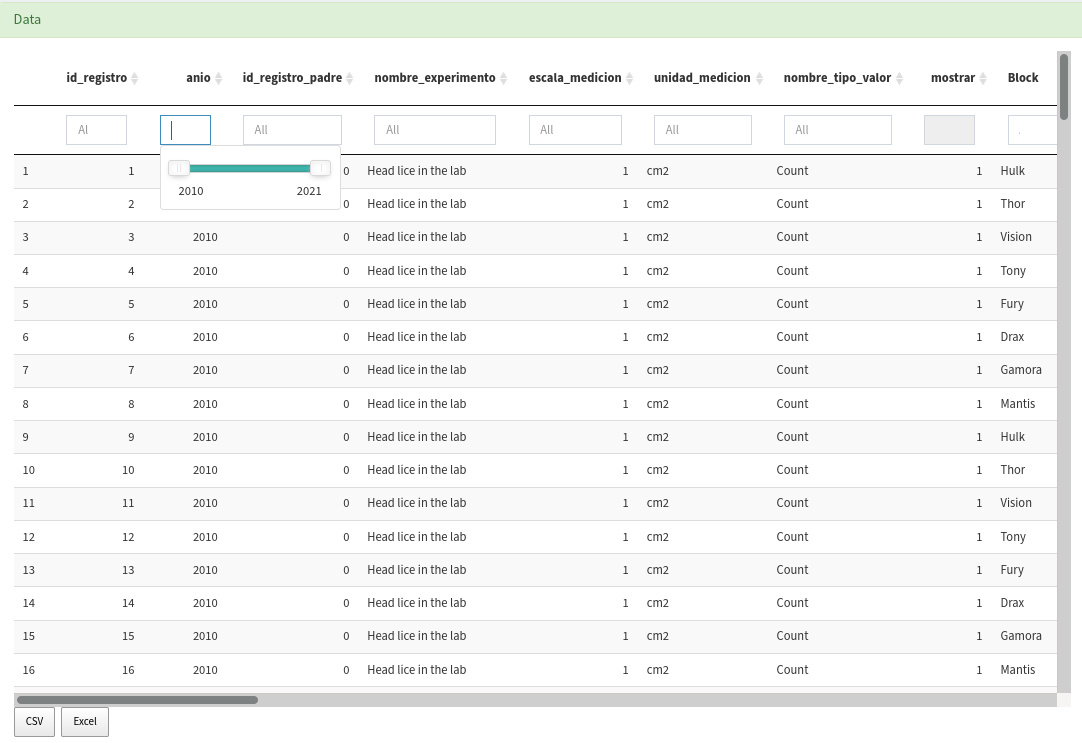 Data
id_registro anio id_registro_padre nombre_experimento escala_medicion unidad_medicion nombre_tipo_valor mostrar Block
Al All All All All All
2010 2021
1 1 0 Head lice in the lab 1 cm2 Count 1 Hulk
2 2 0 Head lice in the lab 1 cm2 Count 1 Thor
3 3 2010 0 Head lice in the lab 1 cm2 Count 1 Vision
4 4 2010 0 Head lice in the lab 1 cm2 Count 1 Tony
5 5 2010 0 Head lice in the lab 1 cm2 Count 1 Fury
6 6 2010 0 Head lice in the lab 1 cm2 Count 1 Drax
7 7 2010 0 Head lice in the lab 1 cm2 Count 1 Gamora
8 8 2010 0 Head lice in the lab 1 cm2 Count 1 Mantis
9 9 2010 0 Head lice in the lab 1 cm2 Count 1 Hulk
10 10 2010 0 Head lice in the lab 1 cm2 Count 1 Thor
11 11 2010 0 Head lice in the lab 1 cm2 Count 1 Vision
12 12 2010 0 Head lice in the lab 1 cm2 Count 1 Tony
13 13 2010 0 Head lice in the lab 1 cm2 Count 1 Fury
14 14 2010 0 Head lice in the lab 1 cm2 Count 1 Drax
15 15 2010 0 Head lice in the lab 1 cm2 Count 1 Gamora
16 16 2010 0 Head lice in the lab 1 cm2 Count 1 Mantis
CSV Excel